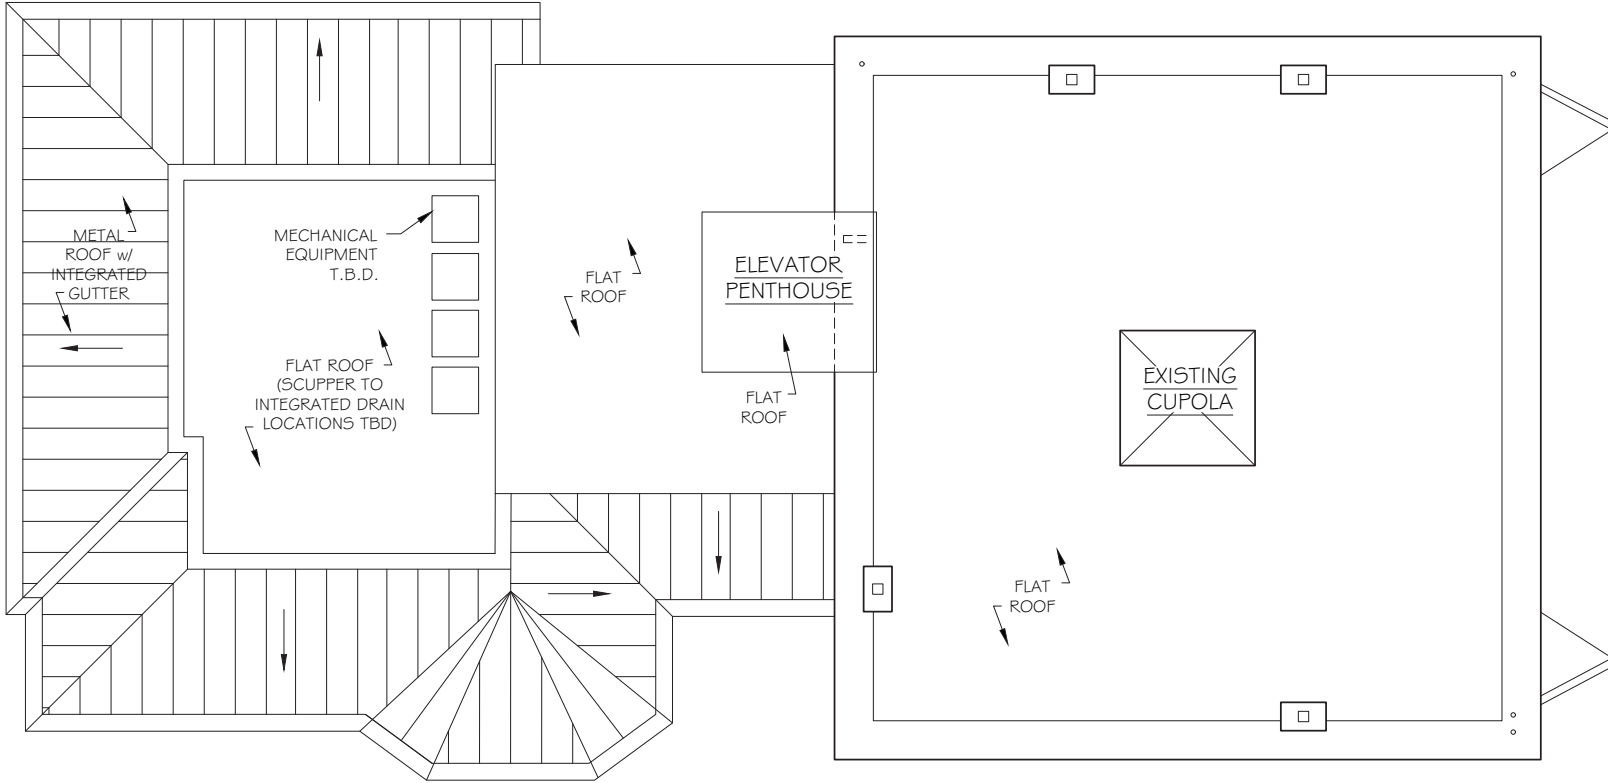 METAL
ROOF w/
INTEGRATED
GUTTER
MECHANICAL
EQUIPMENT
T.B.D.
FLAT ROOF
(SCUPPER TO
INTEGRATED DRAIN
LOCATIONS TBD)
FLAT
ROOF
ELEVATOR
PENTHOUSE
FLAT
ROOF
EXISTING
CUPOLA
FLAT
ROOF